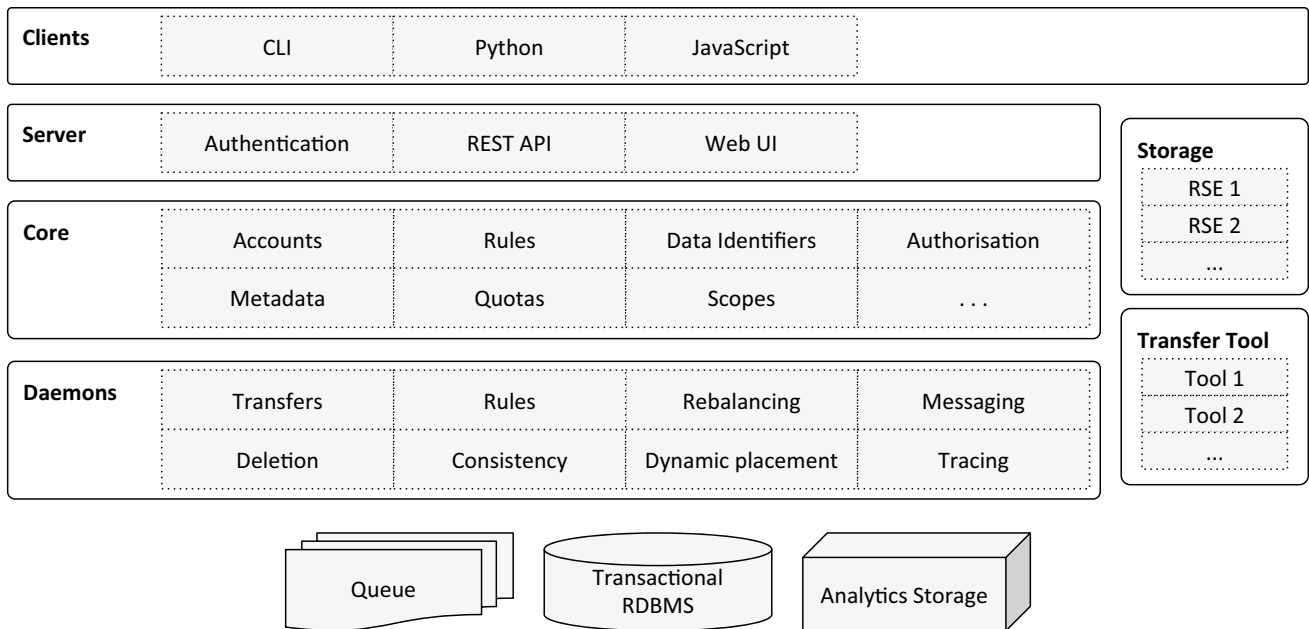 Clients
CLI Python JavaScript
Server
Authentication REST API Web UI
Core
Accounts Rules Data Identifiers Authorisation
Metadata Quotas Scopes . . .
Daemons
Transfers Rules Rebalancing Messaging
Deletion Consistency Dynamic placement Tracing
Storage
RSE 1
RSE 2
...
Transfer Tool
Tool 1
Tool 2
...
Queue
Transactional
RDBMS
Analytics Storage